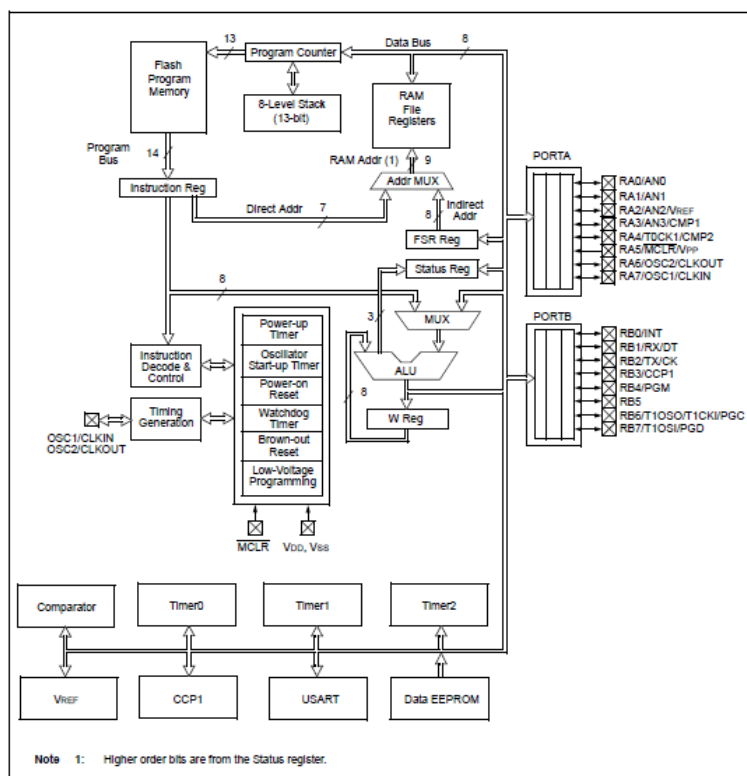 13
Program Counter
Data Bus
8
Flash
Program
Memory
8-Level Stack
(13-bit)
RAM
File
Registers
Program
Bus
14
RAM Addr (1)
9
PORTA
Instruction Reg
Addr MUX
Direct Addr
7
8
Indirect
Addr
FSR Reg
Status Reg
RA0/AN0
RA1/AN1
RA2/AN2/VREF
RA3/AN3/CMP1
RA4/T0CK1/CMP2
RA5/MCLR/VPP
RA6/OSC2/CLKOUT
RA7/OSC1/CLKIN
8
3
MUX
PORTB
Power-up
Timer
Instruction
Decode &
Control
Oscillator
Start-up Timer
ALU
Power-on
Reset
8
Timing
Generation
Watchdog
Timer
W Reg
OSC1/CLKIN
OSC2/CLKOUT
Brown-out
Reset
Low-Voltage
Programming
RB0/INT
RB1/RX/DT
RB2/TX/CK
RB3/CCP1
RB4/PGM
RB5
RB6/T1OSO/T1CKI/PGC
RB7/T1OSI/PGD
MCLR
VDD, VSS
Comparator
Timer0
Timer1
Timer2
VREF
CCP1
USART
Data EEPROM
Note 1: Higher order bits are from the Status register.